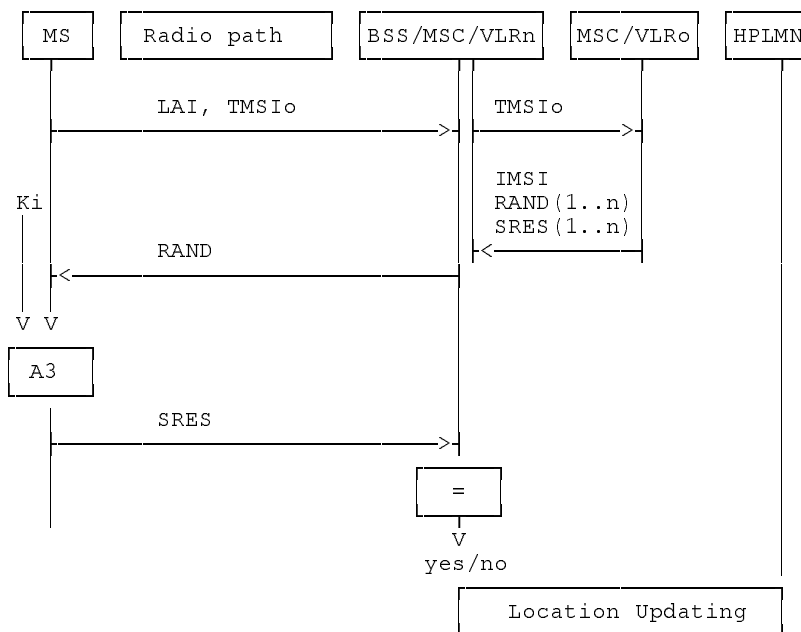 MS Radio path BSS/MSC/VLRn MSC/VLRo HPLMN
LAI, TMSIo TMSIo
IMSI
Ki RAND(1..n)
SRES(1..n)
RAND
V V
A3
SRES
=
V
yes/no
Location Updating